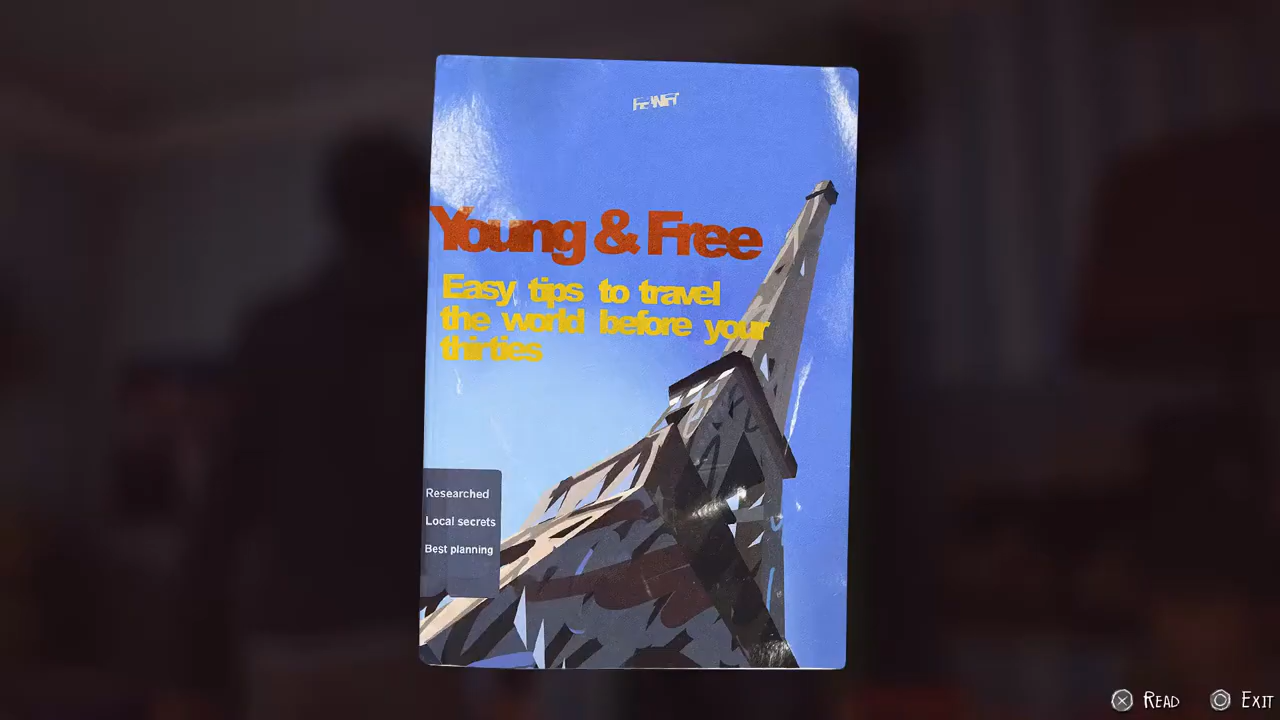 Young & Free
Easy tips to travel
the world before your
thirties
Researched
Local secrets
Best planning
READ
EXIT